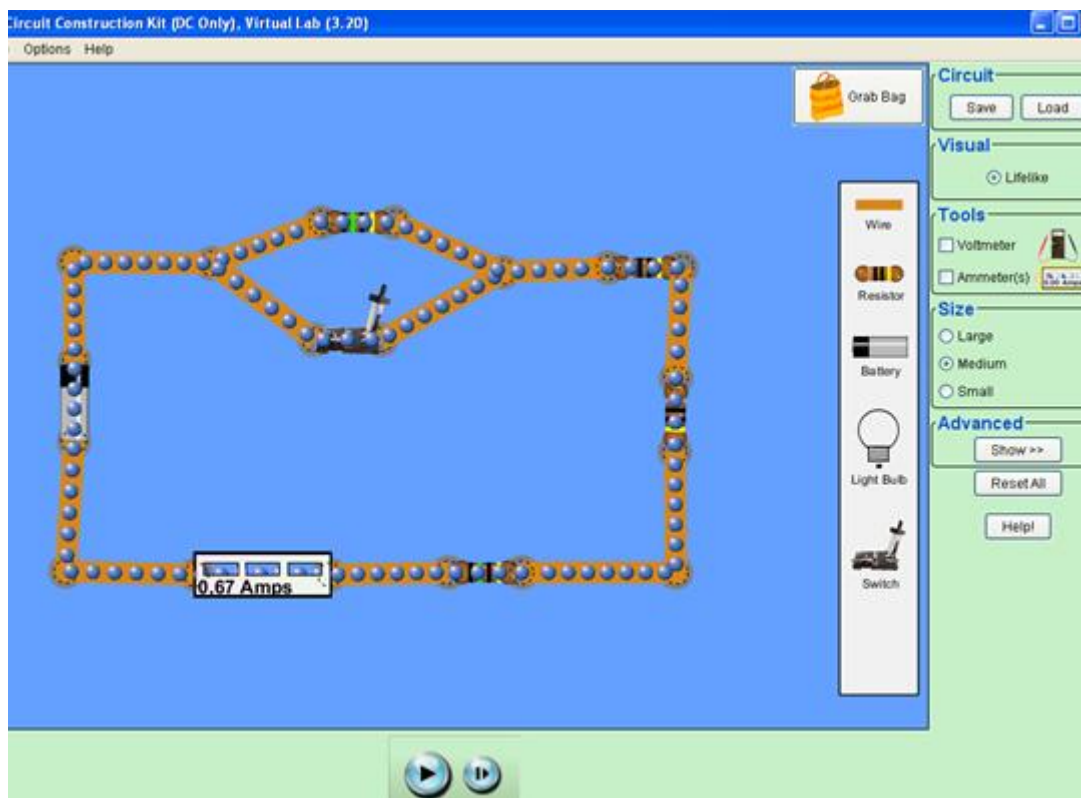 Circuit Construction Kit (DC Only), Virtual Lab (3.20)
Options Help
Grab Bag
Circuit
Save Load
Visual
Lifelike
Tools
Voltmeter
Ammeter(s)
Size
Large
Medium
Small
Advanced
Show >>
Reset All
Help!
Wire
Resistor
Battery
Light Bulb
Switch
0.67 Amps